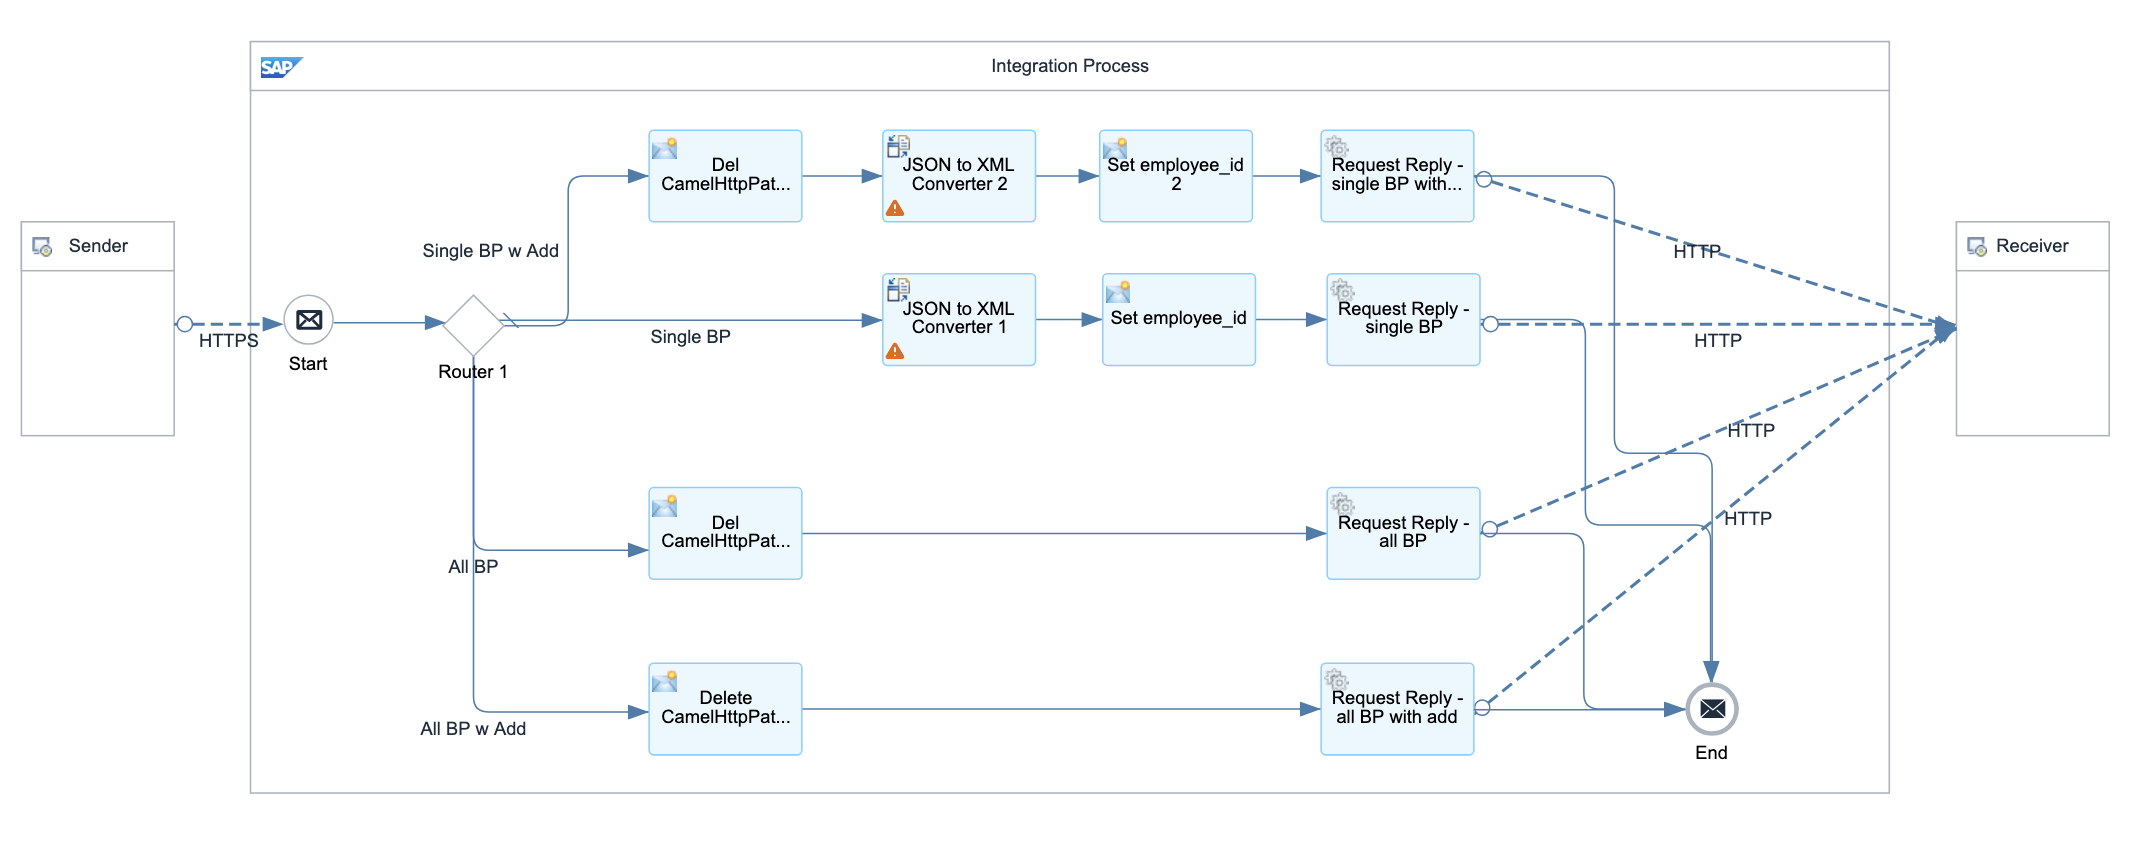 SAP
Integration Process
Del
CamelHttpPat...
JSON to XML
Converter 2
Set employee_id
2
Request Reply -
single BP with...
Single BP w Add
Sender
HTTP
Receiver
HTTPS
Start
Router 1
Single BP
JSON to XML
Converter 1
Set employee_id
Request Reply -
single BP
HTTP
HTTP
All BP
Del
CamelHttpPat...
Request Reply -
all BP
HTTP
All BP w Add
Delete
CamelHttpPat...
Request Reply -
all BP with add
End